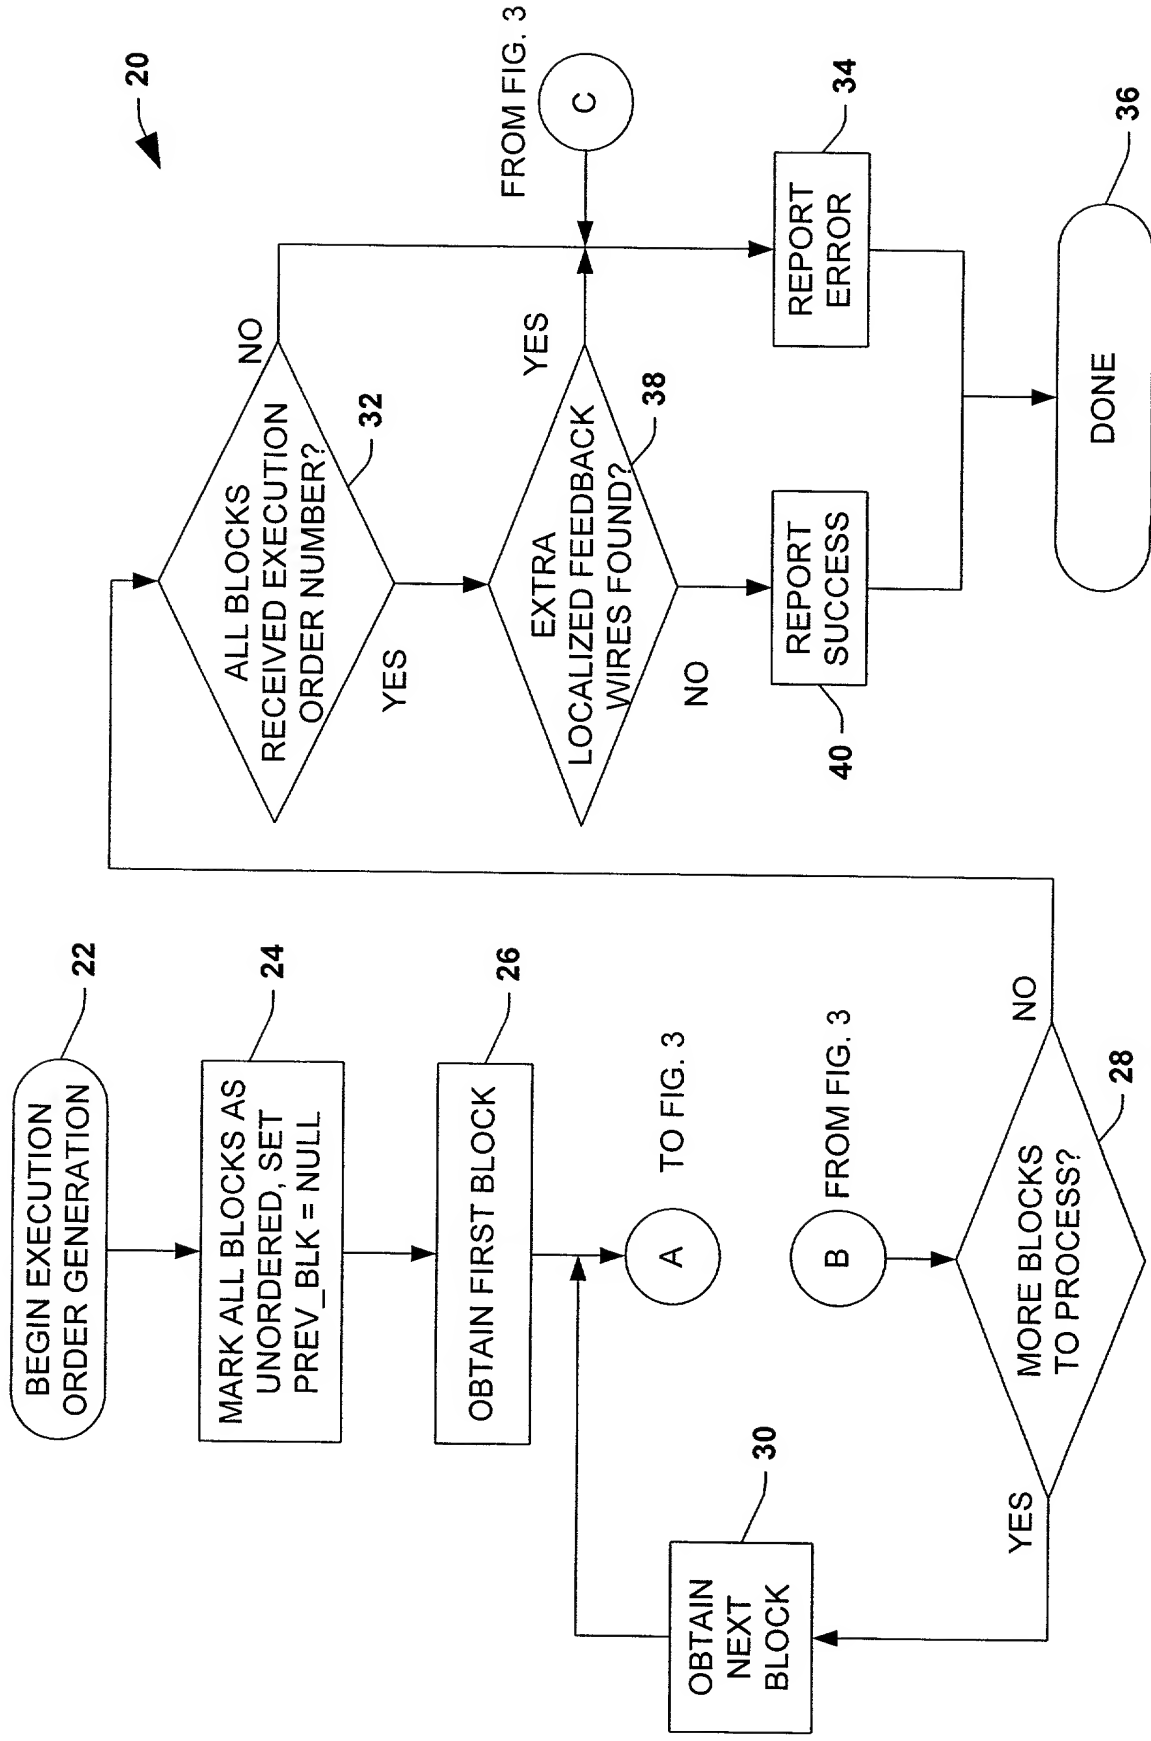 20
BEGIN EXECUTION
ORDER GENERATION
22
MARK ALL BLOCKS AS
UNORDERED, SET
PREV_BLK = NULL
24
OBTAIN FIRST BLOCK
26
A
TO FIG. 3
B
FROM FIG. 3
MORE BLOCKS
TO PROCESS?
28
YES
NO
OBTAIN
NEXT
BLOCK
30
ALL BLOCKS
RECEIVED EXECUTION
ORDER NUMBER?
32
NO
YES
FROM FIG. 3
C
EXTRA
LOCALIZED FEEDBACK
WIRES FOUND?
38
YES
NO
REPORT
SUCCESS
40
REPORT
ERROR
34
DONE
36